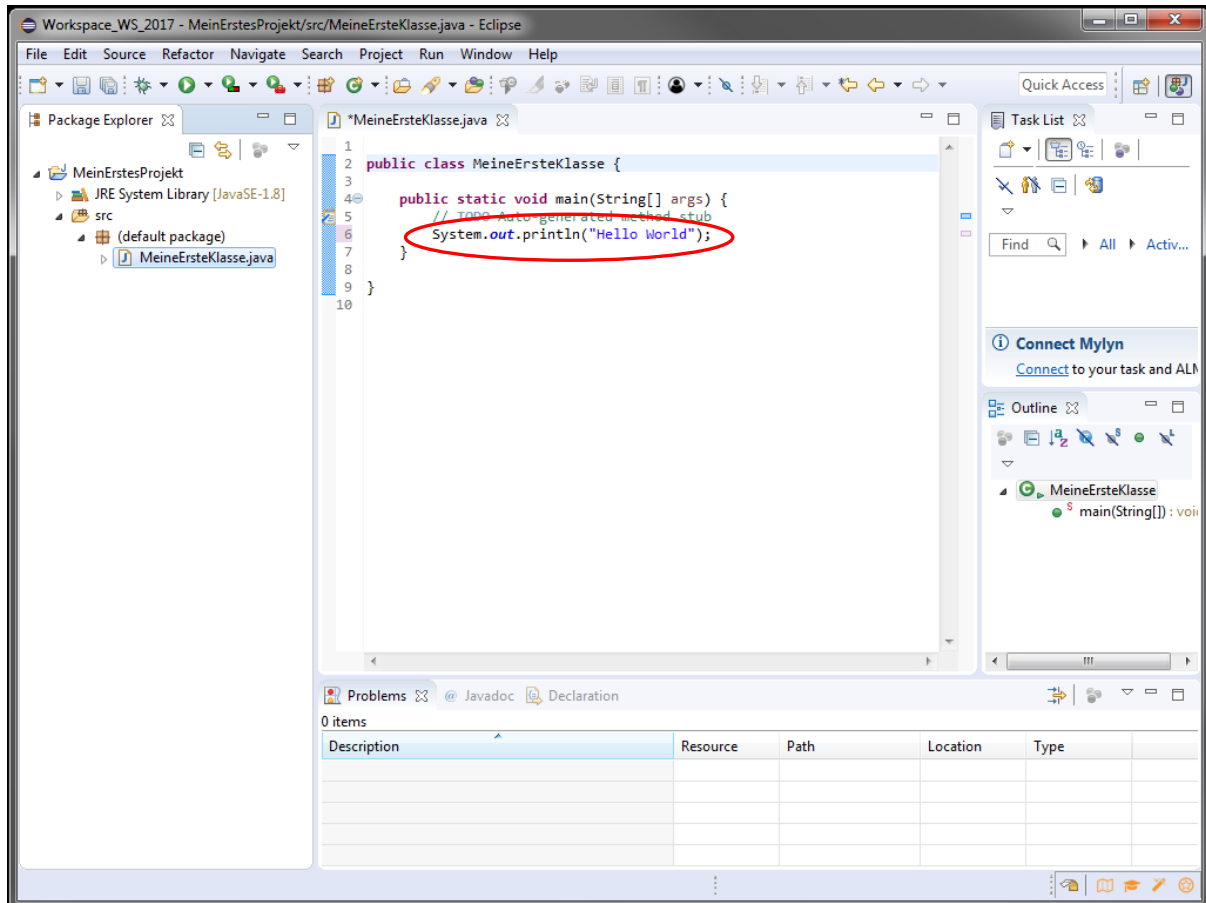 Workspace_WS_2017 - MeinErstesProjekt/src/MeineErsteKlasse.java - Eclipse
File Edit Source Refactor Navigate Search Project Run Window Help
Quick Access
Package Explorer
MeinErstesProjekt
JRE System Library [JavaSE-1.8]
src
(default package)
MeineErsteKlasse.java
*MeineErsteKlasse.java
1
2 public class MeineErsteKlasse {
3
4 public static void main(String[] args) {
5 // TODO Auto-generated method stub
6 System.out.println("Hello World");
7 }
8
9 }
10
Task List
Find All Activ...
Connect Mylyn
Connect to your task and ALM
Outline
MeineErsteKlasse
main(String[]) : voi
Problems @ Javadoc Declaration
0 items
Description Resource Path Location Type